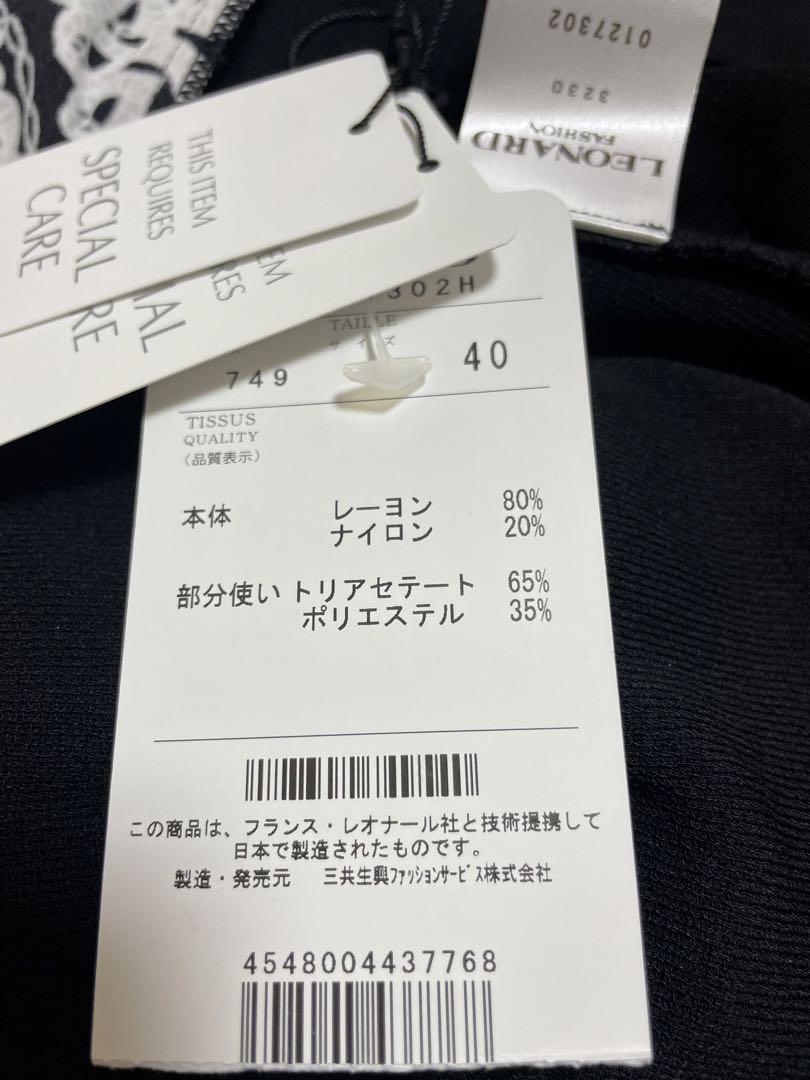 0127302
3230
LEONARD
FASHION
THIS ITEM
REQUIRES
SPECIAL
CARE
302H
TAILLE
サイズ
749
40
TISSUS
QUALITY
(品質表示)
本体 レーヨン 80%
ナイロン 20%
部分使い トリアセテート 65%
ポリエステル 35%
この商品は、フランス・レオナール社と技術提携して
日本で製造されたものです。
製造・発売元 三共生興ファッションサービス株式会社
4548004437768